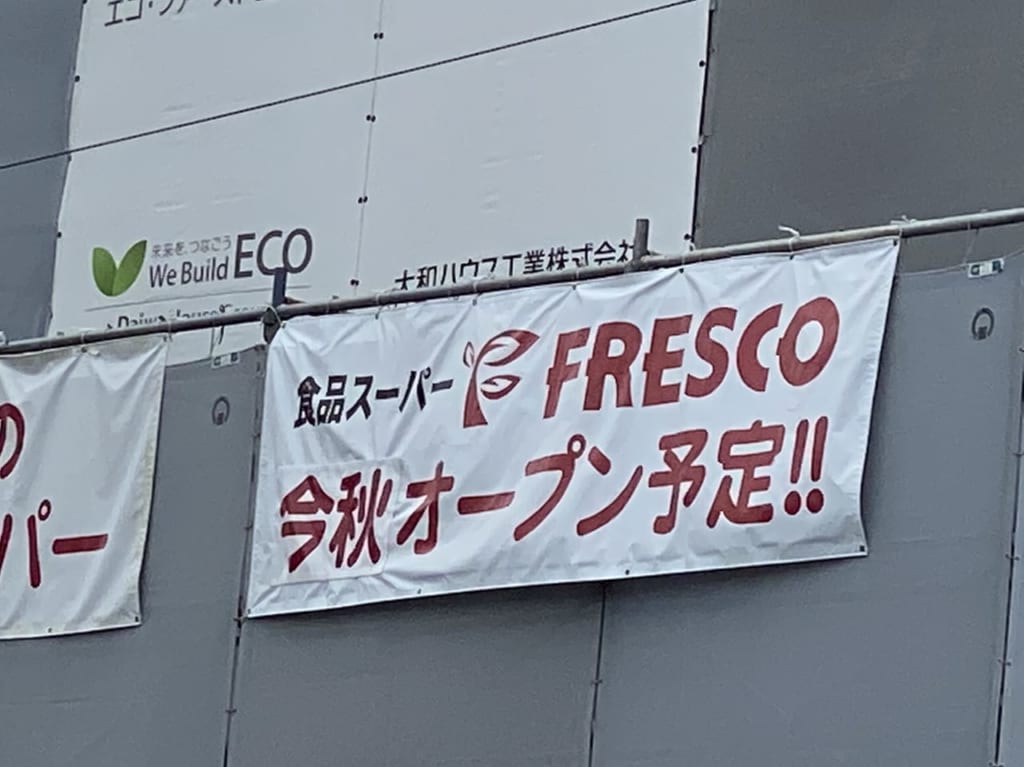 未来を、つなごう
We Build ECO
大和ハウス工業株式会社
の
パー
食品スーパー FRESCO
今秋オープン予定!!